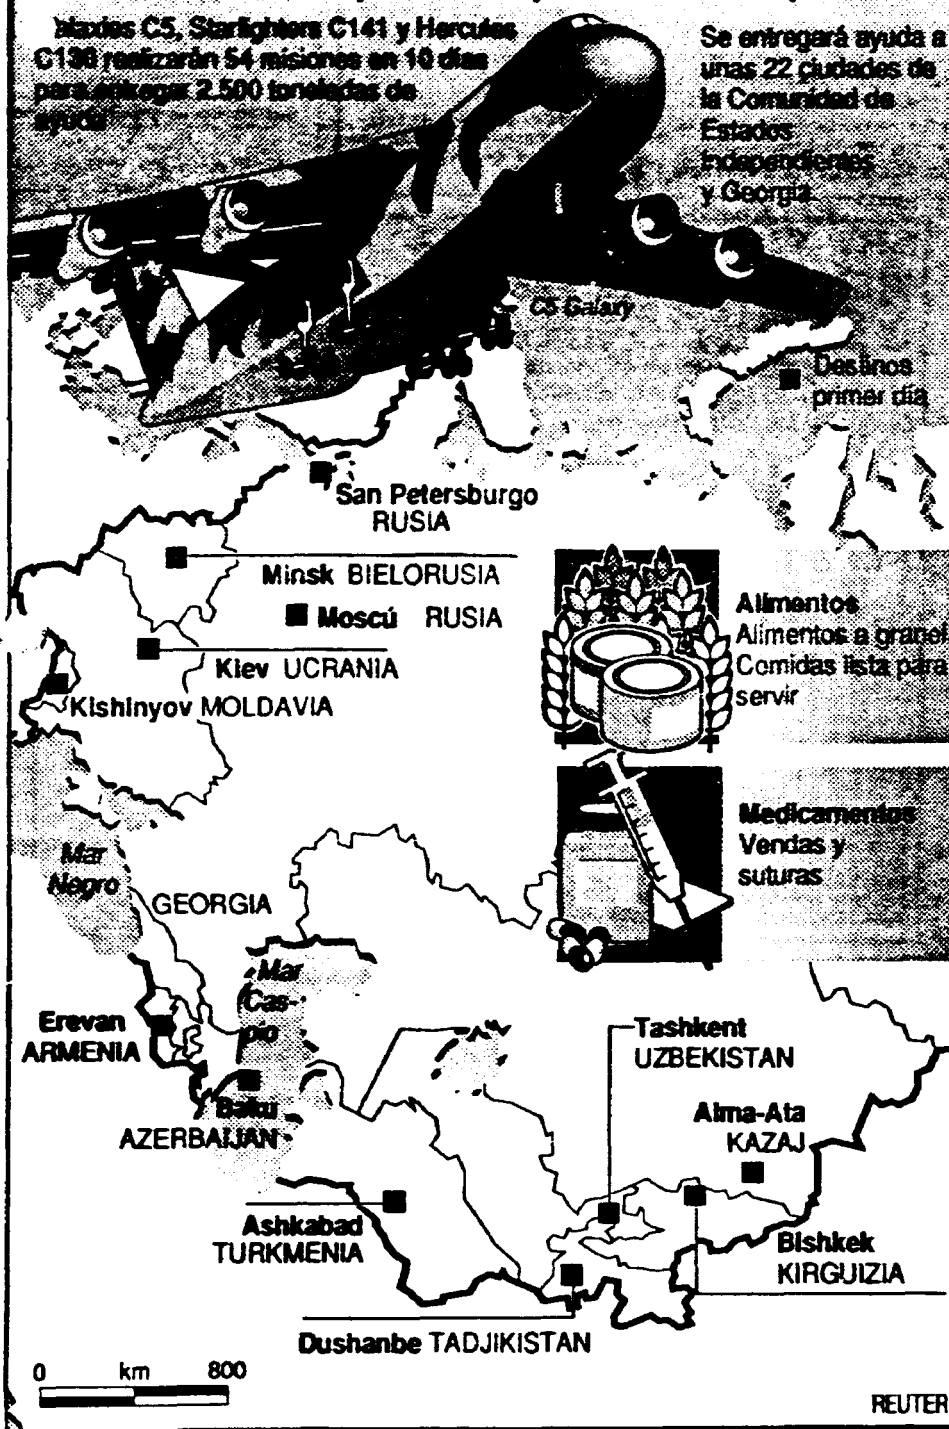 alaxies C5, Starlighters C141 y Hercules
C130 realizarán 54 misiones en 10 días
para entregar 2.500 toneladas de
ayuda
Se entregará ayuda a
unas 22 ciudades de
la Comunidad de
Estados
Independientes
y Georgia
C5 Galaxy
Destinos
primer día
San Petersburgo
RUSIA
Minsk BIELORUSIA
Moscú RUSIA
Kiev UCRANIA
Kishinyov MOLDAVIA
Alimentos
Alimentos a granel
Comidas lista para
servir
Medicamentos
Vendas y
suturas
Mar
Negro
GEORGIA
Mar
Cas-
pio
Erevan
ARMENIA
Baku
AZERBAIJAN
Tashkent
UZBEKISTAN
Alma-Ata
KAZAJ
Ashkabad
TURKMENIA
Bishkek
KIRGUIZIA
Dushanbe TADJIKISTAN
0 km 800
REUTER